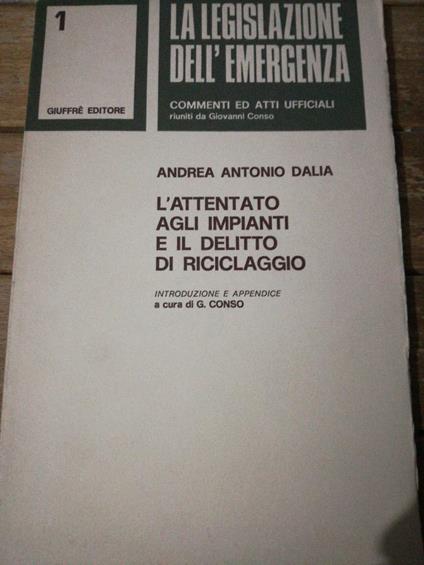 1
GIUFFRÈ EDITORE
LA LEGISLAZIONE
DELL'EMERGENZA
COMMENTI ED ATTI UFFICIALI
riuniti da Giovanni Conso
ANDREA ANTONIO DALIA
L'ATTENTATO
AGLI IMPIANTI
E IL DELITTO
DI RICICLAGGIO
INTRODUZIONE E APPENDICE
a cura di G. CONSO